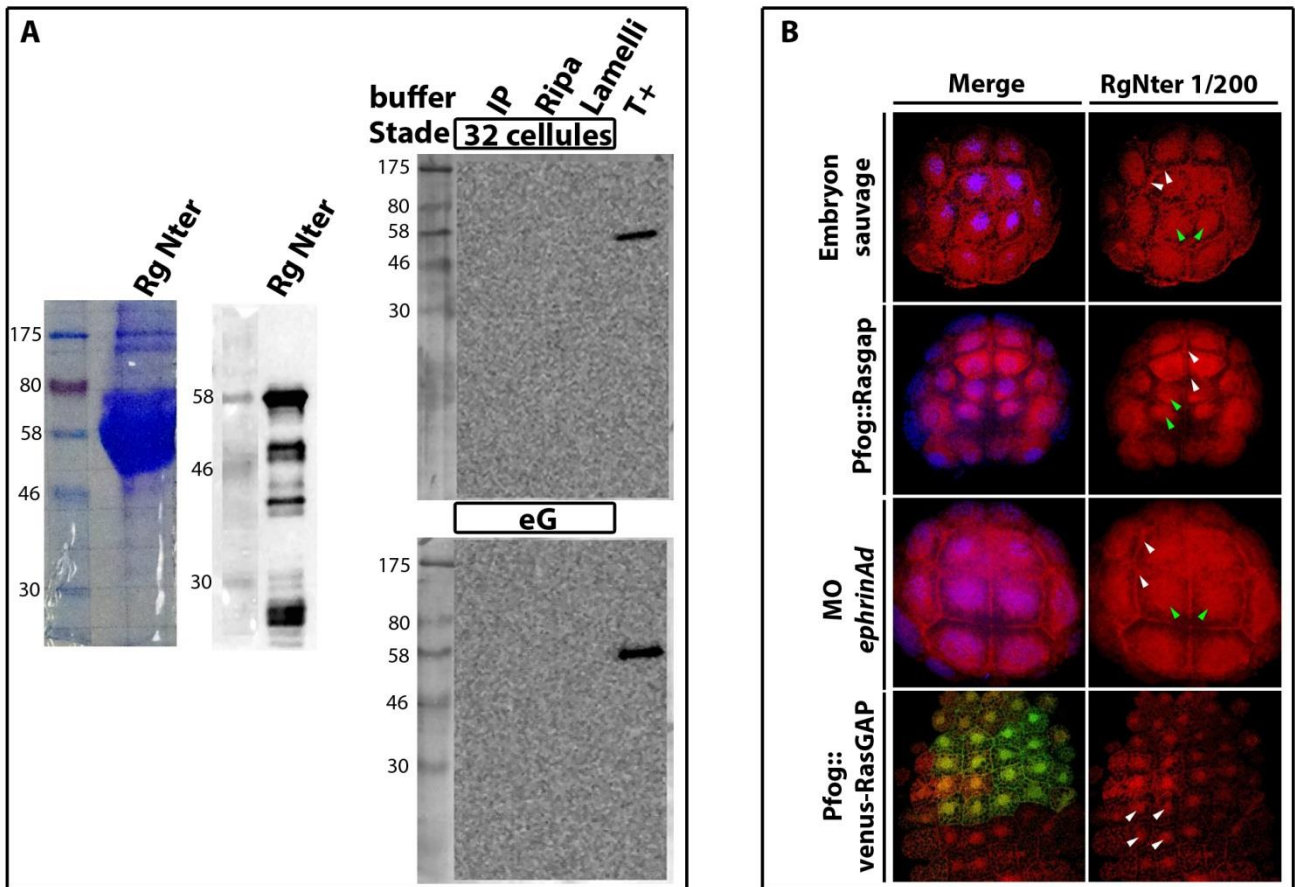 A
Rg Nter
175
80
58
46
30
Rg Nter
58
46
30
buffer
IP
Ripa
Lamelli
T+
Stade
32 cellules
175
80
58
46
30
eG
175
80
58
46
30
B
Merge
RgNter 1/200
Embryon
sauvage
Pfog::Rasgap
MO
ephrinAd
Pfog::
venus-RasGAP